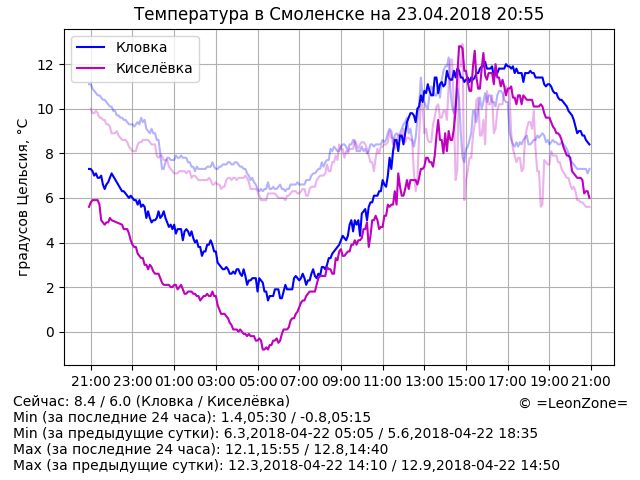 Температура в Смоленске на 23.04.2018 20:55
Кловка
Киселёвка
градусов Цельсия, °C
12
10
8
6
4
2
0
21:00 23:00 01:00 03:00 05:00 07:00 09:00 11:00 13:00 15:00 17:00 19:00 21:00
Сейчас: 8.4 / 6.0 (Кловка / Киселёвка)
© =LeonZone=
Min (за последние 24 часа): 1.4,05:30 / -0.8,05:15
Min (за предыдущие сутки): 6.3,2018-04-22 05:05 / 5.6,2018-04-22 18:35
Max (за последние 24 часа): 12.1,15:55 / 12.8,14:40
Max (за предыдущие сутки): 12.3,2018-04-22 14:10 / 12.9,2018-04-22 14:50